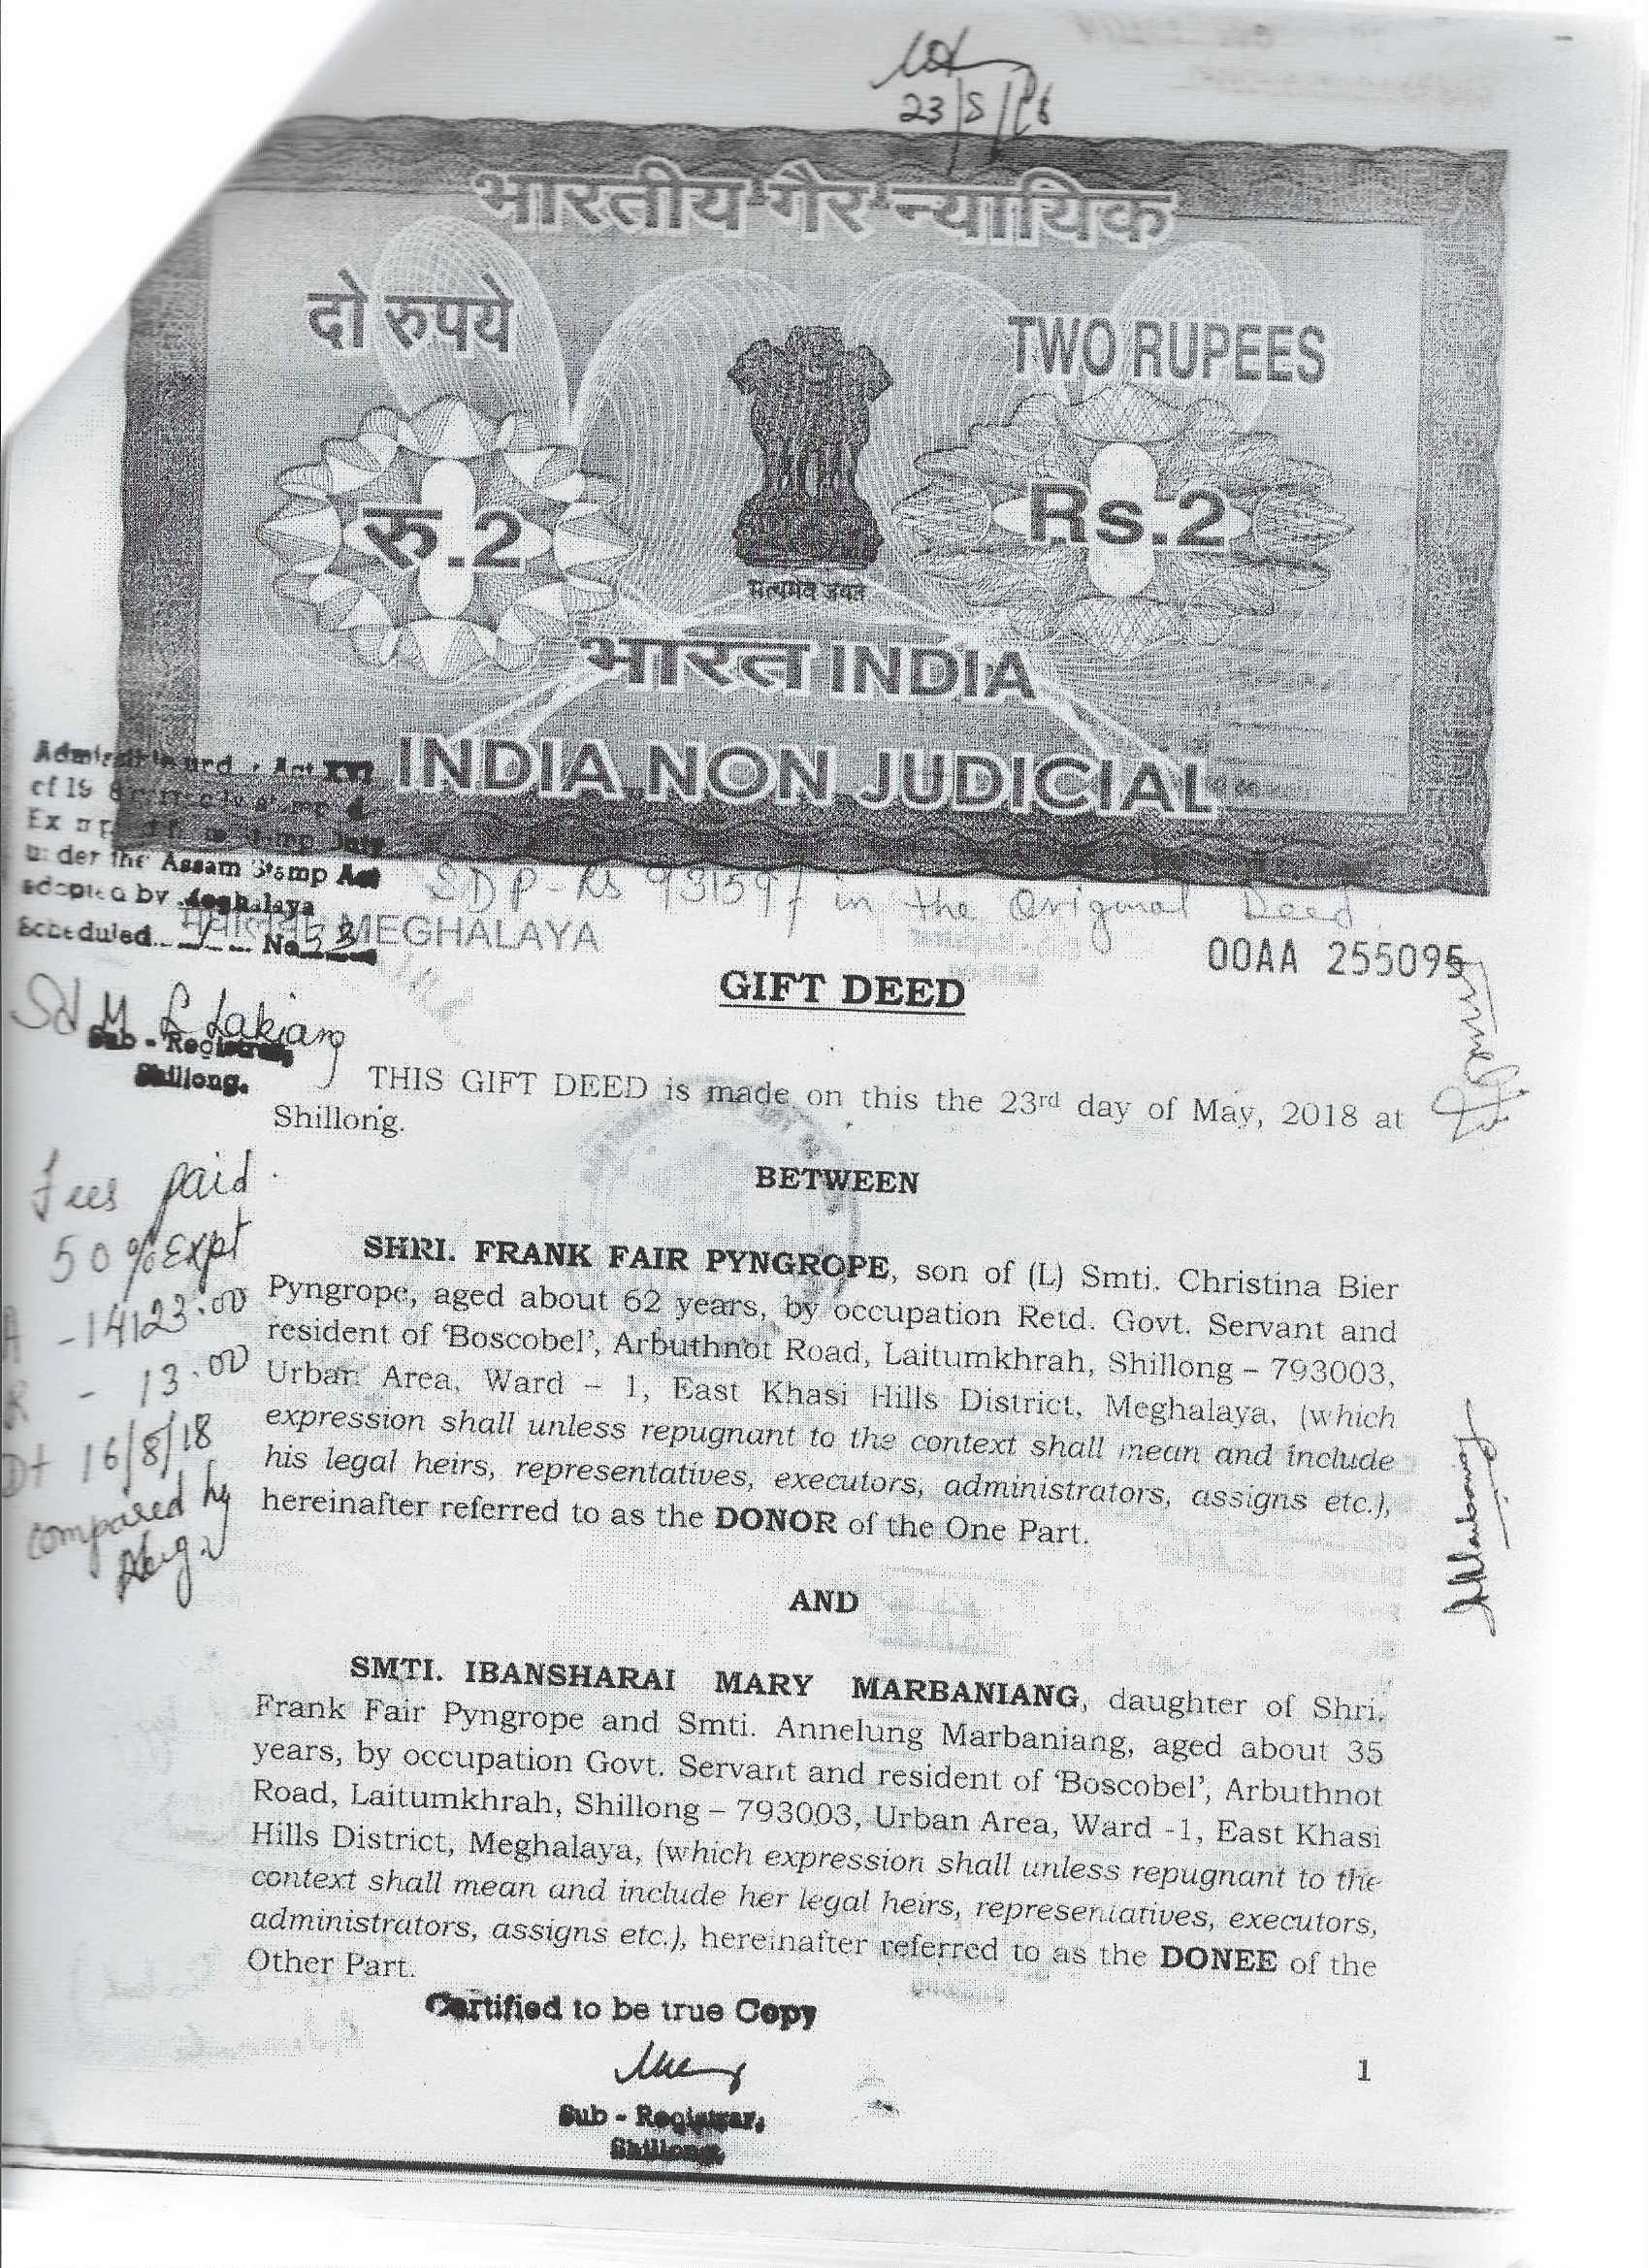 23/5/18
भारतीय गैर न्यायिक
दो रुपये
TWO RUPEES
रु.2
Rs.2
सत्यमेव जयते
भारत INDIA
INDIA NON JUDICIAL
under the Assam Stamp Act
adopted by Meghalaya
Scheduled No 33
SDP-Rs 93159/- in the Original Deed
मेघालय MEGHALAYA
00AA 255095
GIFT DEED
Sd M L Lakiang
Sub - Registrar,
Shillong.
THIS GIFT DEED is made on this the 23rd day of May, 2018 at
Shillong.
BETWEEN
Fees paid
50% Expt
A -14123.00
R - 13.00
Dt 16/8/18
compared by
SHRI. FRANK FAIR PYNGROPE, son of (L) Smti. Christina Bier
Pyngrope, aged about 62 years, by occupation Retd. Govt. Servant and
resident of 'Boscobel', Arbuthnot Road, Laitumkhrah, Shillong – 793003,
Urban Area, Ward – 1, East Khasi Hills District, Meghalaya, (which
expression shall unless repugnant to the context shall mean and include
his legal heirs, representatives, executors, administrators, assigns etc.),
hereinafter referred to as the DONOR of the One Part.
AND
SMTI. IBANSHARAI MARY MARBANIANG, daughter of Shri.
Frank Fair Pyngrope and Smti. Annelung Marbaniang, aged about 35
years, by occupation Govt. Servant and resident of 'Boscobel', Arbuthnot
Road, Laitumkhrah, Shillong – 793003, Urban Area, Ward -1, East Khasi
Hills District, Meghalaya, (which expression shall unless repugnant to the
context shall mean and include her legal heirs, representatives, executors,
administrators, assigns etc.), hereinafter referred to as the DONEE of the
Other Part.
Certified to be true Copy
1
Sub - Registrar,
Shillong.